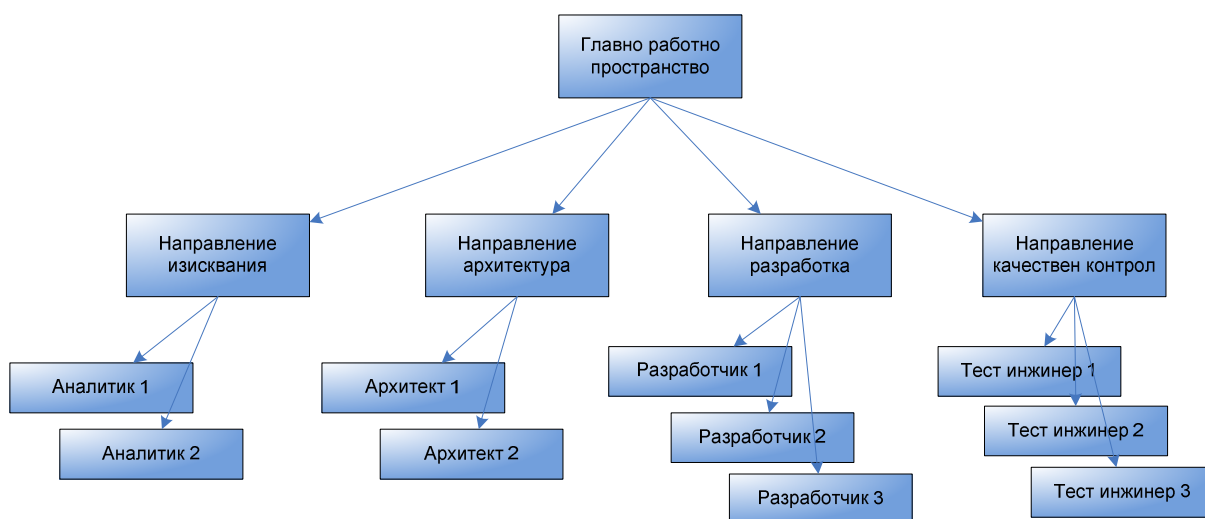 Главно работно
пространство
Направление
изисквания
Направление
архитектура
Направление
разработка
Направление
качествен контрол
Аналитик 1
Аналитик 2
Архитект 1
Архитект 2
Разработчик 1
Разработчик 2
Разработчик 3
Тест инжинер 1
Тест инжинер 2
Тест инжинер 3